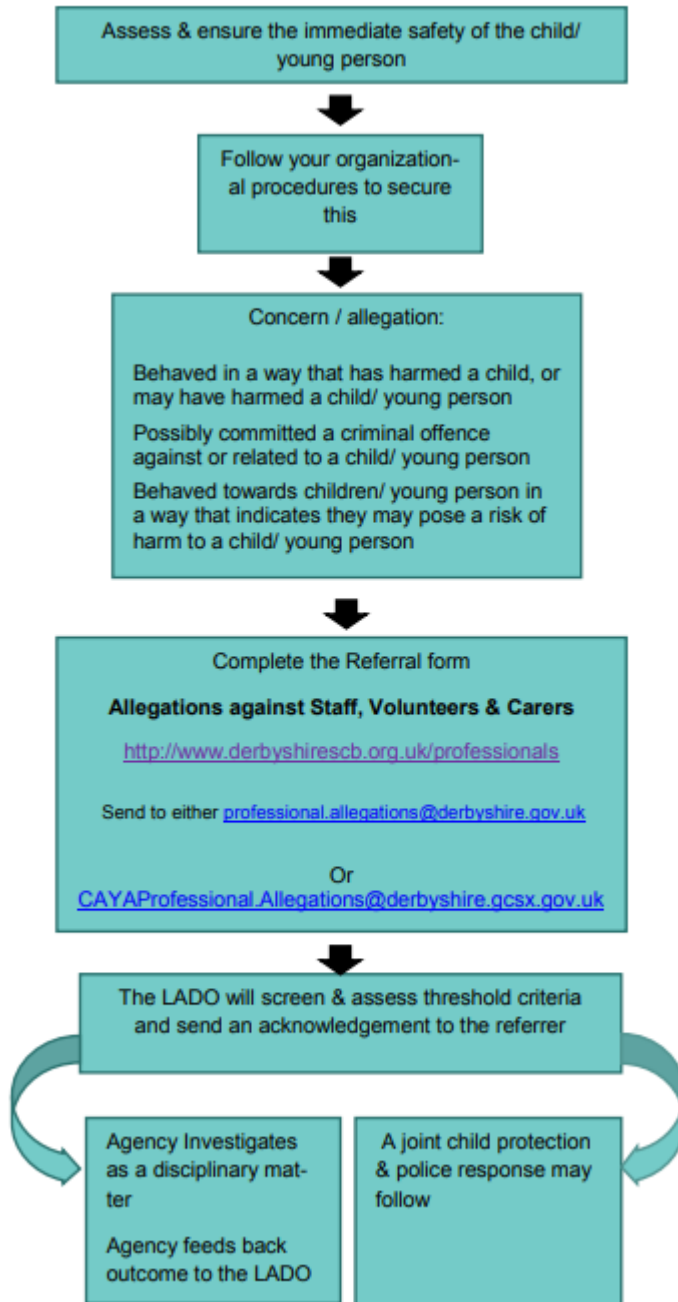 Assess & ensure the immediate safety of the child/
young person
Follow your organization-
al procedures to secure
this
Concern / allegation:
Behaved in a way that has harmed a child, or
may have harmed a child/ young person
Possibly committed a criminal offence
against or related to a child/ young person
Behaved towards children/ young person in
a way that indicates they may pose a risk of
harm to a child/ young person
Complete the Referral form
Allegations against Staff, Volunteers & Carers
http://www.derbyshirescb.org.uk/professionals
Send to either professional.allegations@derbyshire.gov.uk
Or
CAYAProfessional.Allegations@derbyshire.gcsx.gov.uk
The LADO will screen & assess threshold criteria
and send an acknowledgement to the referrer
Agency Investigates
as a disciplinary mat-
ter
Agency feeds back
outcome to the LADO
A joint child protection
& police response may
follow